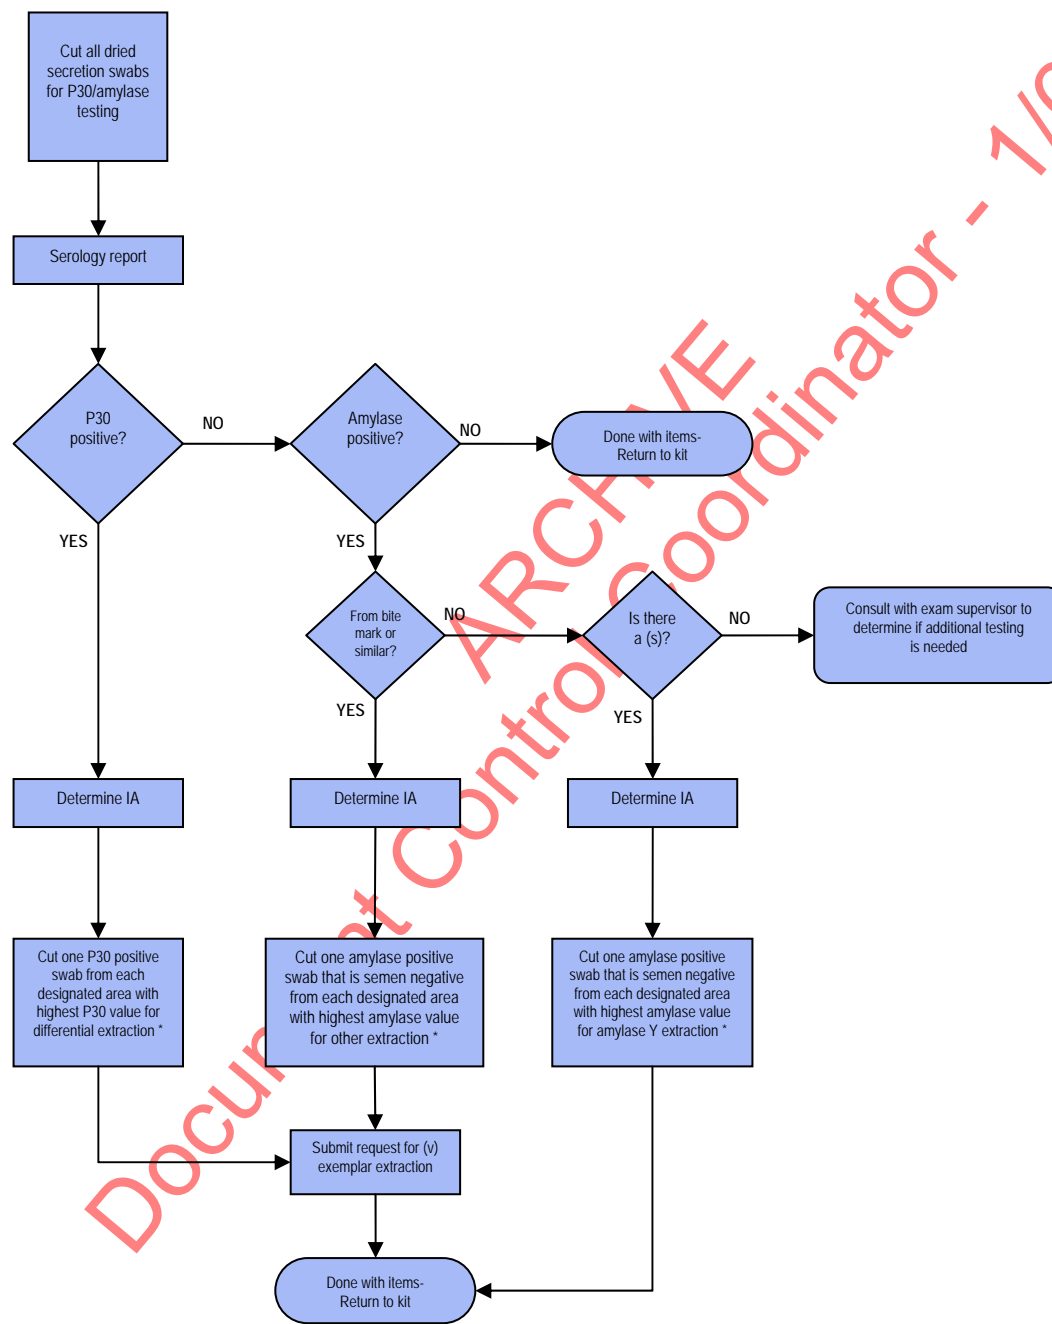 Cut all dried
secretion swabs
for P30/amylase
testing
Serology report
P30
positive?
NO
Amylase
positive?
NO
Done with items-
Return to kit
YES
YES
From bite
mark or
similar?
NO
Is there
a (s)?
NO
Consult with exam supervisor to
determine if additional testing
is needed
YES
YES
Determine IA
Determine IA
Determine IA
Cut one P30 positive
swab from each
designated area with
highest P30 value for
differential extraction *
Cut one amylase positive
swab that is semen negative
from each designated area
with highest amylase value
for other extraction *
Cut one amylase positive
swab that is semen negative
from each designated area
with highest amylase value
for amylase Y extraction *
Submit request for (v)
exemplar extraction
Done with items-
Return to kit
ARCHIVE
Document Control Coordinator - 1/